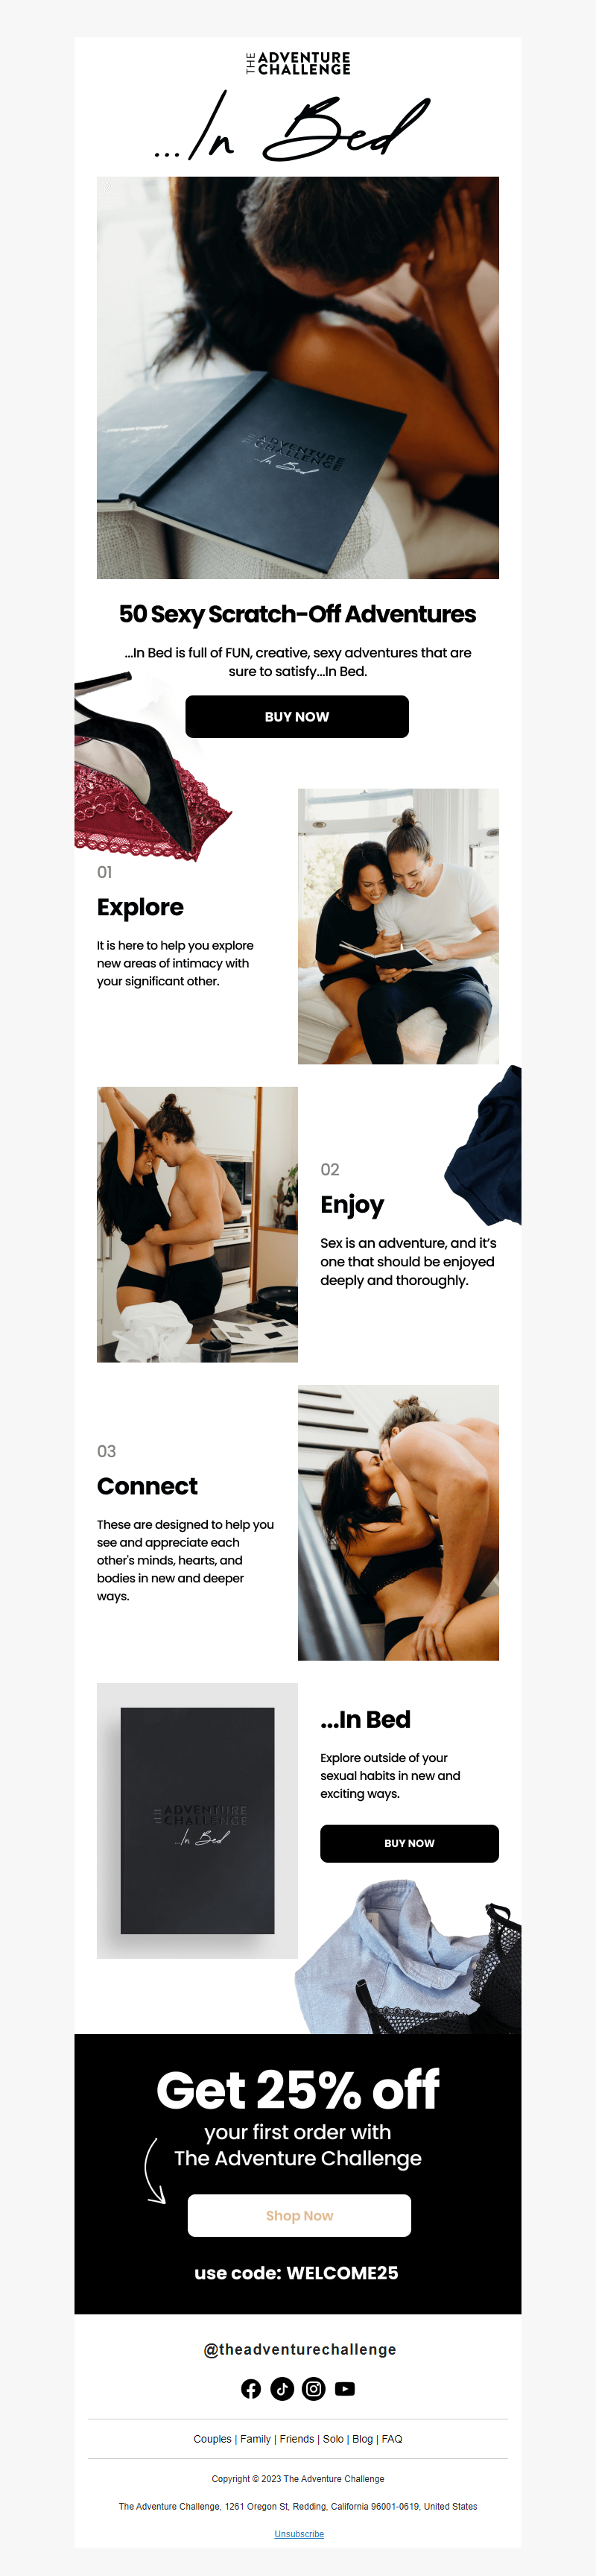 THE ADVENTURE
CHALLENGE
...In Bed
THE ADVENTURE
CHALLENGE
...In Bed
50 Sexy Scratch-Off Adventures
...In Bed is full of FUN, creative, sexy adventures that are
sure to satisfy...In Bed.
BUY NOW
01
Explore
It is here to help you explore
new areas of intimacy with
your significant other.
02
Enjoy
Sex is an adventure, and it's
one that should be enjoyed
deeply and thoroughly.
03
Connect
These are designed to help you
see and appreciate each
other's minds, hearts, and
bodies in new and deeper
ways.
THE ADVENTURE
CHALLENGE
...In Bed
...In Bed
Explore outside of your
sexual habits in new and
exciting ways.
BUY NOW
Get 25% off
your first order with
The Adventure Challenge
Shop Now
use code: WELCOME25
@theadventurechallenge
Couples | Family | Friends | Solo | Blog | FAQ
Copyright © 2023 The Adventure Challenge
The Adventure Challenge, 1261 Oregon St, Redding, California 96001-0619, United States
Unsubscribe